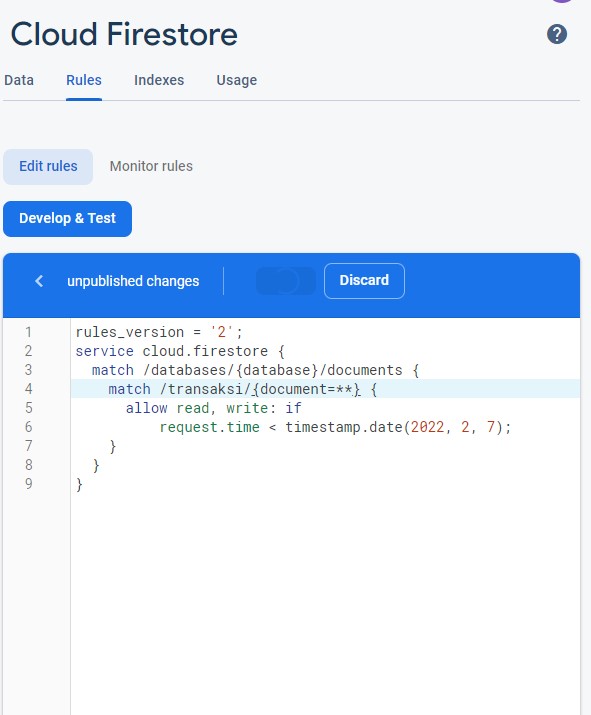 Cloud Firestore
?
Data Rules Indexes Usage
Edit rules Monitor rules
Develop & Test
unpublished changes Discard
1 rules_version = '2';
2 service cloud.firestore {
3 match /databases/{database}/documents {
4 match /transaksi/{document=**} {
5 allow read, write: if
6 request.time < timestamp.date(2022, 2, 7);
7 }
8 }
9 }